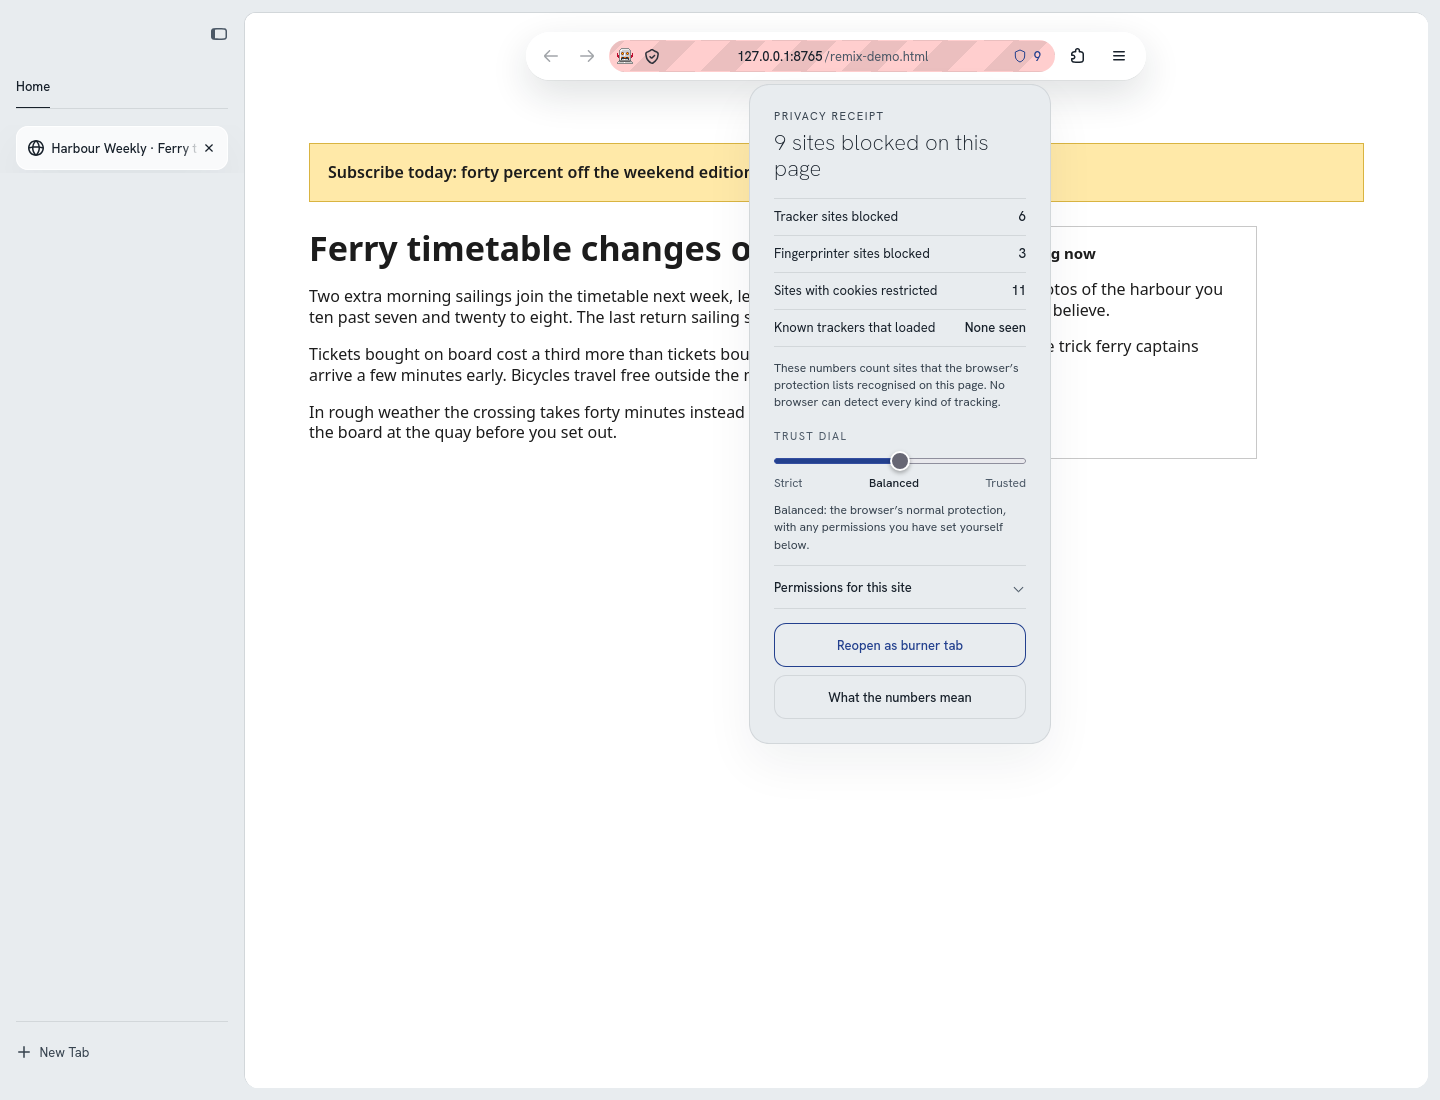 Home
Harbour Weekly · Ferry t
New Tab
127.0.0.1:8765/remix-demo.html
9
Subscribe today: forty percent off the weekend edition
Ferry timetable changes o
Two extra morning sailings join the timetable next week, le
ten past seven and twenty to eight. The last return sailing s
Tickets bought on board cost a third more than tickets bou
arrive a few minutes early. Bicycles travel free outside the r
In rough weather the crossing takes forty minutes instead
the board at the quay before you set out.
PRIVACY RECEIPT
9 sites blocked on this
page
Tracker sites blocked 6
Fingerprinter sites blocked 3
Sites with cookies restricted 11
Known trackers that loaded None seen
These numbers count sites that the browser’s
protection lists recognised on this page. No
browser can detect every kind of tracking.
TRUST DIAL
Strict Balanced Trusted
Balanced: the browser’s normal protection,
with any permissions you have set yourself
below.
Permissions for this site
Reopen as burner tab
What the numbers mean
g now
otos of the harbour you
believe.
e trick ferry captains